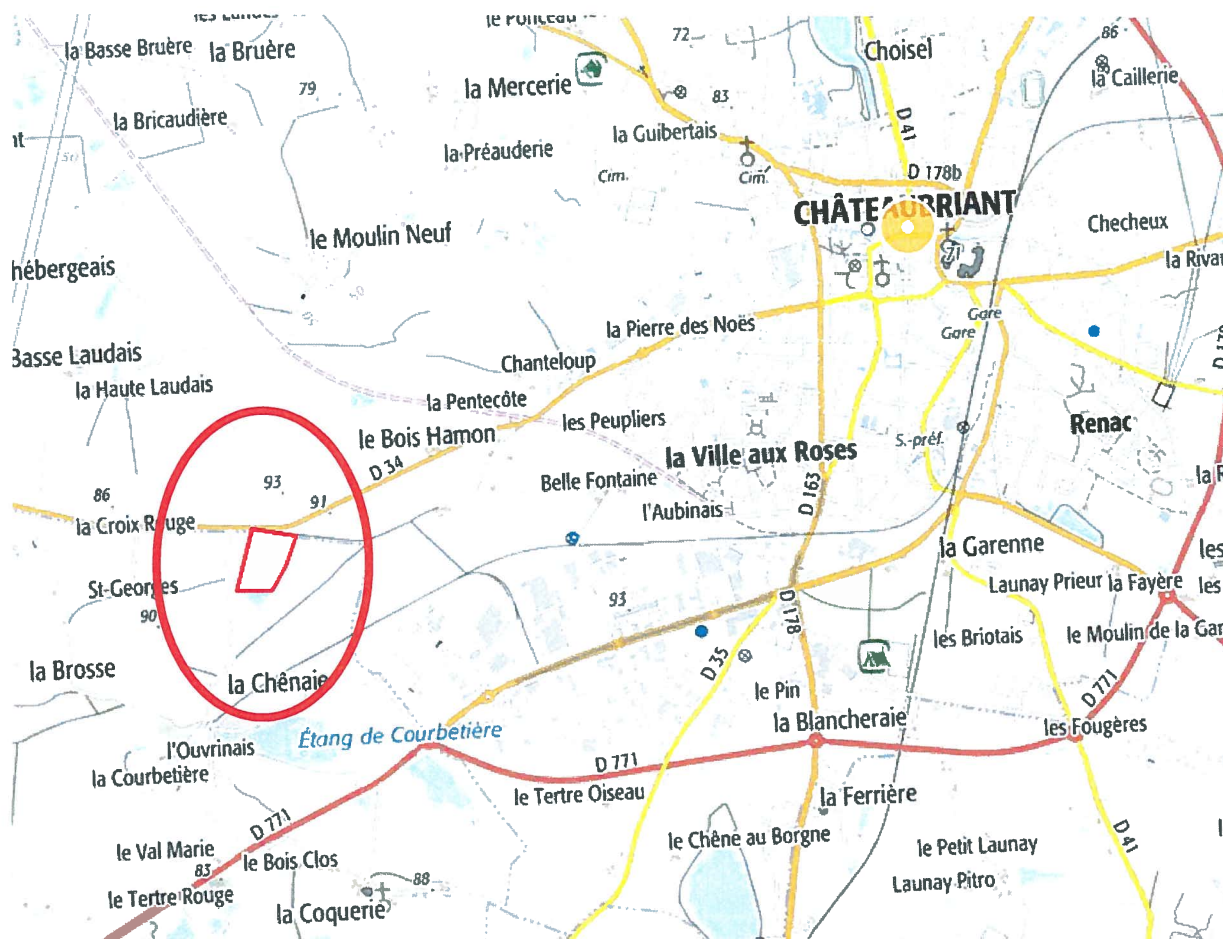 la Basse Bruère
la Bruère
le Ponceau
72
Choisel
86
la Caillerie
la Mercerie
79
83
la Bricaudière
la Guibertais
D 41
50
la Préauderie
Cim.
Cim.
D 178b
CHÂTEAUBRIANT
le Moulin Neuf
Checheux
71
hébergeais
la Rivar
50
Gare
Gare
la Pierre des Noës
Basse Laudais
Chanteloup
la Haute Laudais
la Pentecôte
les Peupliers
Renac
le Bois Hamon
S.-préf.
D 34
la Ville aux Roses
93
Belle Fontaine
D 163
86
91
l'Aubinais
la Croix Rouge
la Garenne
les
St-Georges
Launay Prieur
la Fayère
les
90
93
D 178
les Briotais
le Moulin de la Gar
la Brosse
la Chênaie
D 35
le Pin
D 771
la Blancheraie
les Fougères
Étang de Courbetière
l'Ouvrinais
la Courbetière
D 771
le Tertre Oiseau
la Ferrière
D 771
le Chêne au Borgne
D 41
le Petit Launay
le Val Marie
le Bois Clos
83
88
Launay Pitro
le Tertre Rouge
la Coquerie